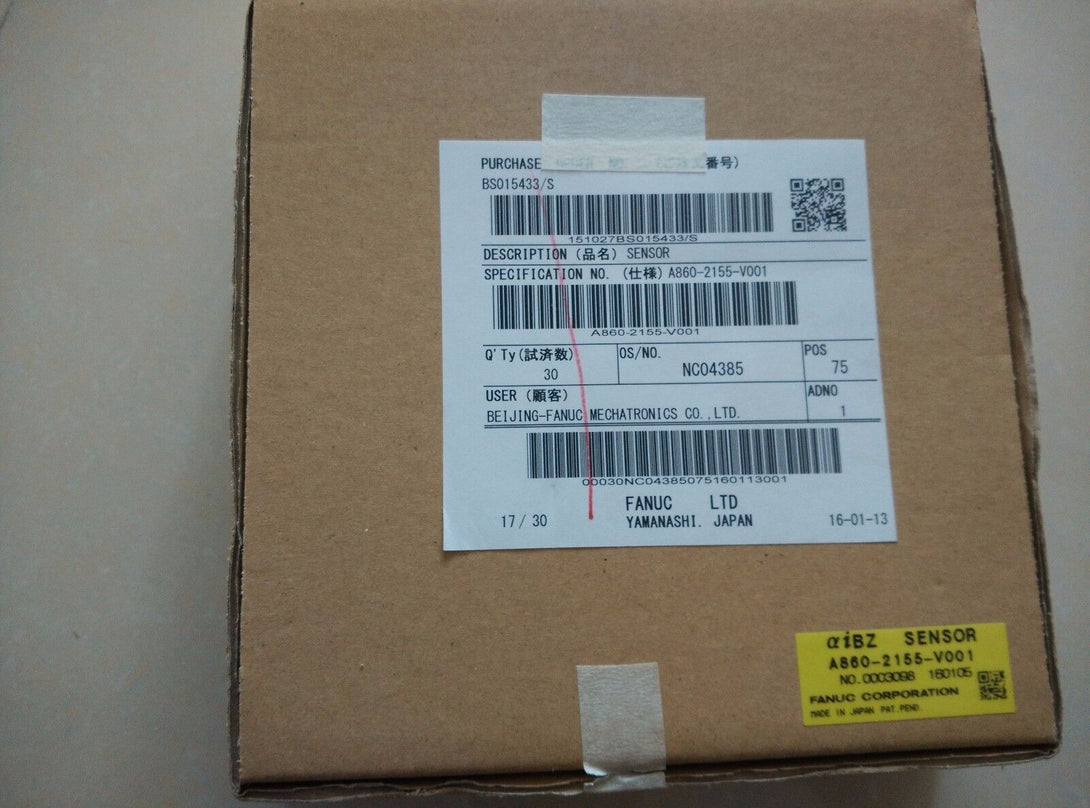 PURCHASE 番号)
BS015433/S
151027BS015433/S
DESCRIPTION (品名) SENSOR
SPECIFICATION NO. (仕様) A860-2155-V001
A860-2155-V001
Q'Ty(試済数) OS/NO. POS
30 NC04385 75
USER (顧客) ADNO
BEIJING-FANUC MECHATRONICS CO.,LTD. 1
00030NC04385075160113001
FANUC LTD
17/ 30 YAMANASHI. JAPAN 16-01-13
αiBZ SENSOR
A860-2155-V001
NO.0003098 160105
FANUC CORPORATION
MADE IN JAPAN PAT.PEND.